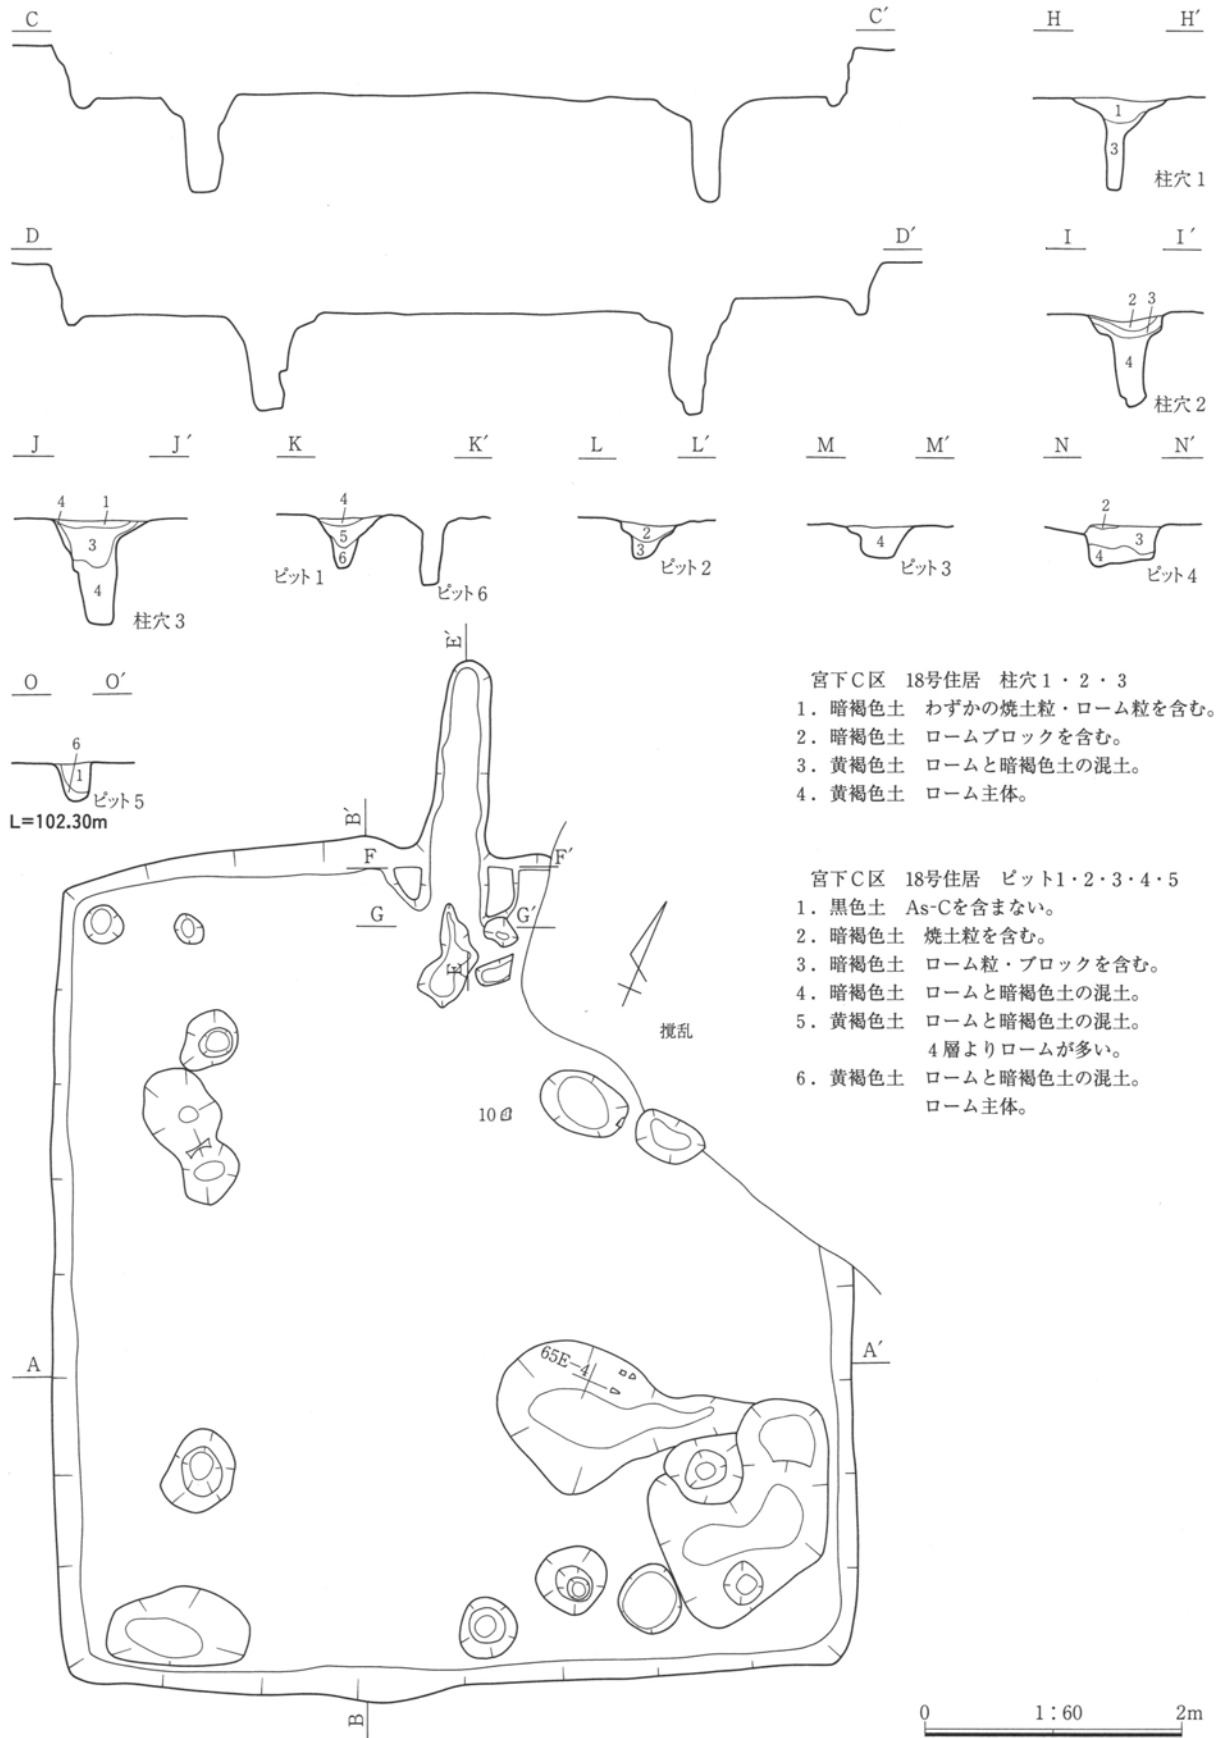 C C′ H H′
1
3
柱穴 1
D D′ I I′
2 3
4
柱穴 2
J J′ K K′ L L′ M M′ N N′
4 1
3
4
柱穴 3
4
5
6
ピット 1
ピット 6
2
3
ピット 2
4
ピット 3
2
3
4
ピット 4
O O′
6
1
ピット 5
L=102.30m
宮下C区 18号住居 柱穴1・2・3
1．暗褐色土 わずかの焼土粒・ローム粒を含む。
2．暗褐色土 ロームブロックを含む。
3．黄褐色土 ロームと暗褐色土の混土。
4．黄褐色土 ローム主体。
宮下C区 18号住居 ピット1・2・3・4・5
1．黒色土 As-Cを含まない。
2．暗褐色土 焼土粒を含む。
3．暗褐色土 ローム粒・ブロックを含む。
4．暗褐色土 ロームと暗褐色土の混土。
5．黄褐色土 ロームと暗褐色土の混土。
4層よりロームが多い。
6．黄褐色土 ロームと暗褐色土の混土。
ローム主体。
E′
B′
F F′
G G′
E
攪乱
10
A A′
65E-4
B
0 1：60 2m